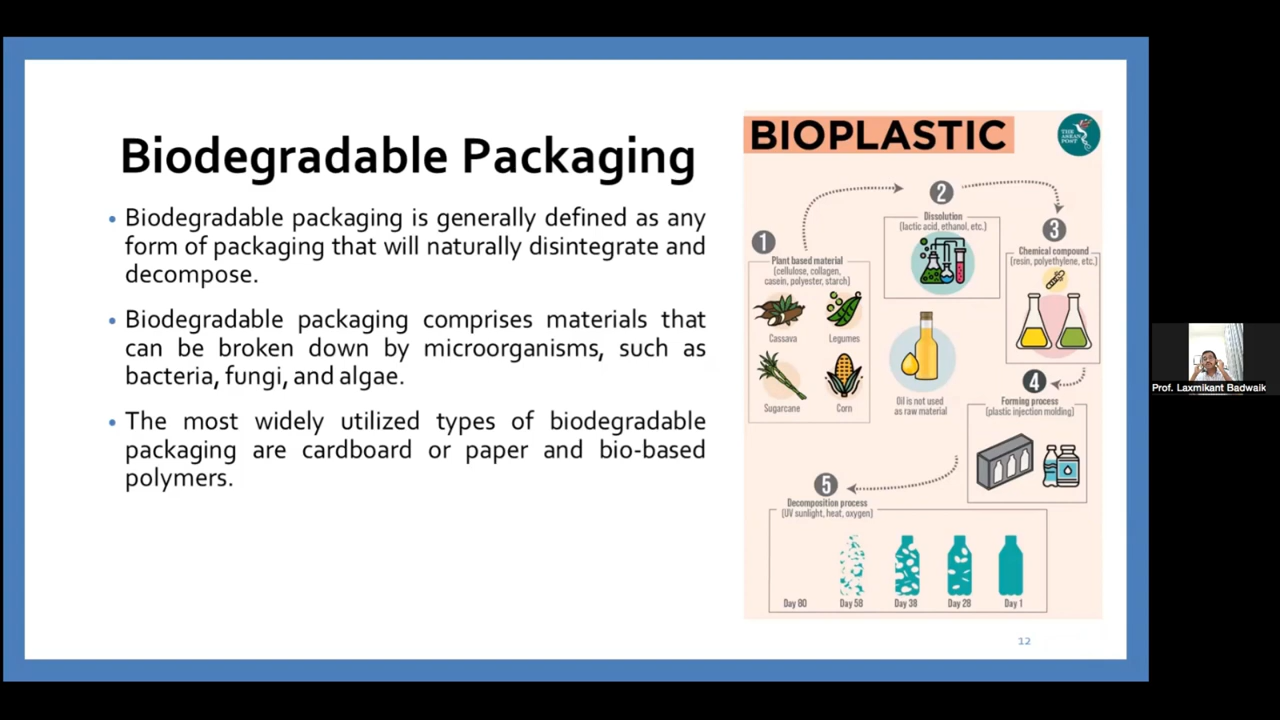 Biodegradable Packaging
• Biodegradable packaging is generally defined as any
form of packaging that will naturally disintegrate and
decompose.
• Biodegradable packaging comprises materials that
can be broken down by microorganisms, such as
bacteria, fungi, and algae.
• The most widely utilized types of biodegradable
packaging are cardboard or paper and bio-based
polymers.
BIOPLASTIC
THE
ASEAN
POST
1
Plant based material
(cellulose, collagen,
casein, polyester, starch)
Cassava
Legumes
Sugarcane
Corn
2
Dissolution
(lactic acid, ethanol, etc.)
Oil is not used
as raw material
3
Chemical compound
(resin, polyethylene, etc.)
4
Forming process
(plastic injection molding)
5
Decomposition process
(UV sunlight, heat, oxygen)
Day 80 Day 58 Day 38 Day 28 Day 1
12
Prof. Laxmikant Badwaik